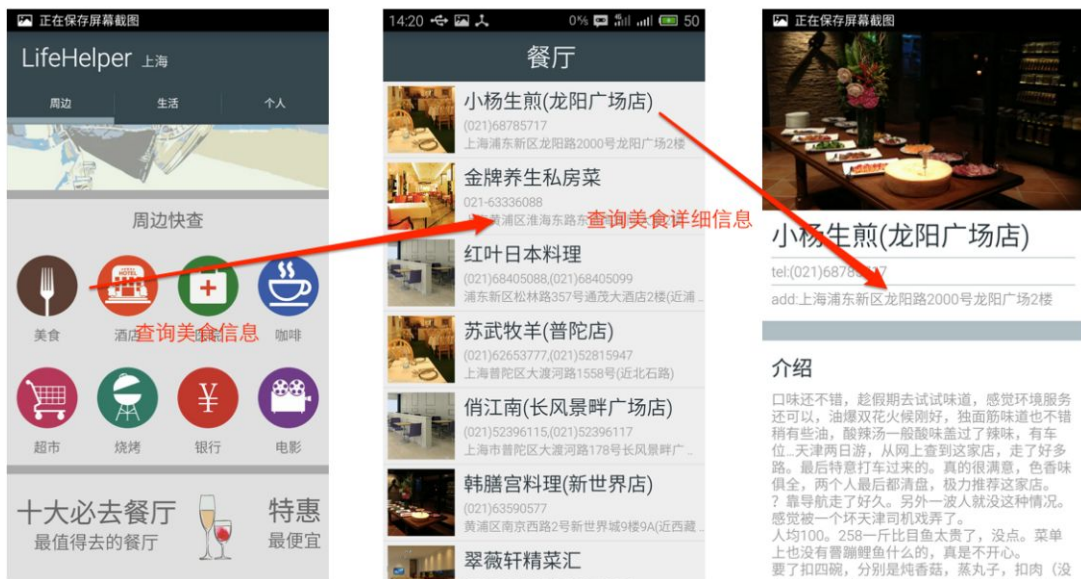 正在保存屏幕截图
LifeHelper 上海
周边 生活 个人
周边快查
美食 酒店 咖啡
查询美食信息
超市 烧烤 银行 电影
十大必去餐厅
最值得去的餐厅
特惠
最便宜
14:20 0% 50
餐厅
小杨生煎(龙阳广场店)
(021)68785717
上海浦东新区龙阳路2000号龙阳广场2楼
金牌养生私房菜
021-63336088
黄浦区淮海东路东
查询美食详细信息
红叶日本料理
(021)68405088,(021)68405099
浦东新区松林路357号通茂大酒店2楼(近浦..
苏武牧羊(普陀店)
(021)62653777,(021)52815947
上海普陀区大渡河路1558号(近北石路)
俏江南(长风景畔广场店)
(021)52396115,(021)52396117
上海市普陀区大渡河路178号长风景畔广..
韩膳宫料理(新世界店)
(021)63590577
黄浦区南京西路2号新世界城9楼9A(近西藏..
翠薇轩精菜汇
正在保存屏幕截图
小杨生煎(龙阳广场店)
tel:(021)6878 17
add:上海浦东新区龙阳路2000号龙阳广场2楼
介绍
口味还不错，趁假期去试试味道，感觉环境服务
还可以，油爆双花火候刚好，独面筋味道也不错
稍有些油，酸辣汤一般酸味盖过了辣味，有车
位...天津两日游，从网上查到这家店，走了好多
路。最后特意打车过来的。真的很满意，色香味
俱全，两个人最后都清盘，极力推荐这家店。
？靠导航走了好久。另外一波人就没这种情况。
感觉被一个坏天津司机戏弄了。
人均100。258一斤比目鱼太贵了，没点。菜单
上也没有罾蹦鲤鱼什么的，真是不开心。
要了扣四碗，分别是炖香菇，蒸丸子，扣肉（没